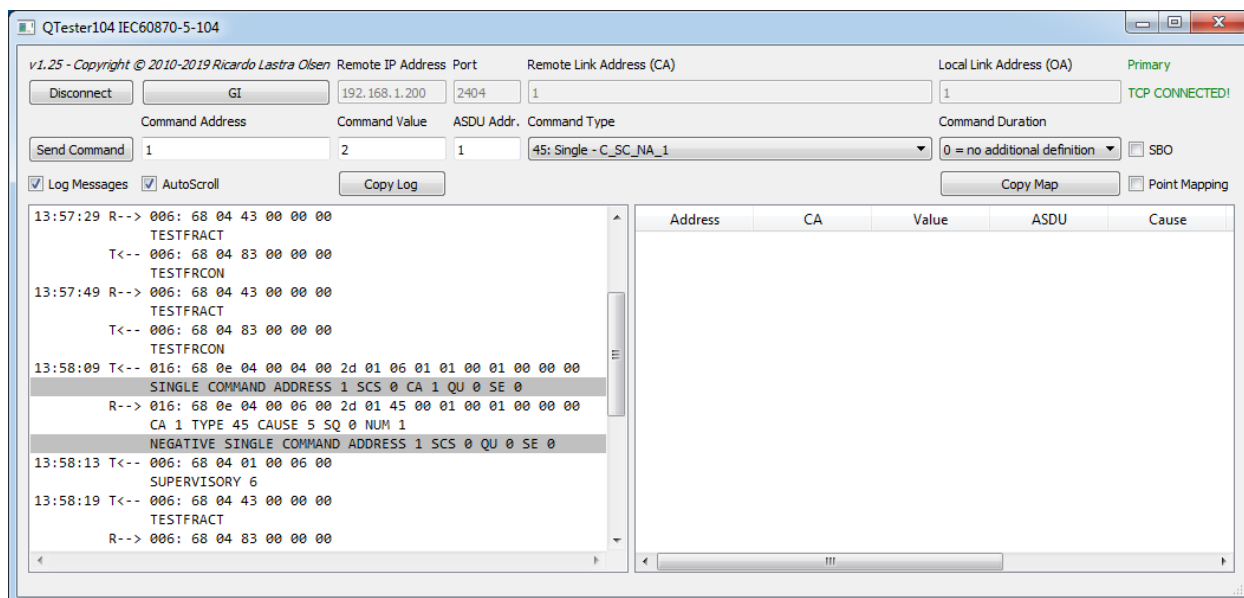 QTester104 IEC60870-5-104
v1.25 - Copyright © 2010-2019 Ricardo Lastra Olsen Remote IP Address Port Remote Link Address (CA) Local Link Address (OA) Primary
Disconnect GI 192.168.1.200 2404 1 1 TCP CONNECTED!
Command Address Command Value ASDU Addr. Command Type Command Duration
Send Command 1 2 1 45: Single - C_SC_NA_1 0 = no additional definition SBO
Log Messages AutoScroll Copy Log Copy Map Point Mapping
Address CA Value ASDU Cause
13:57:29 R--> 006: 68 04 43 00 00 00
TESTFRACT
T<-- 006: 68 04 83 00 00 00
TESTFRCON
13:57:49 R--> 006: 68 04 43 00 00 00
TESTFRACT
T<-- 006: 68 04 83 00 00 00
TESTFRCON
13:58:09 T<-- 016: 68 0e 04 00 04 00 2d 01 06 01 01 00 01 00 00 00
SINGLE COMMAND ADDRESS 1 SCS 0 CA 1 QU 0 SE 0
R--> 016: 68 0e 04 00 06 00 2d 01 45 00 01 00 01 00 00 00
CA 1 TYPE 45 CAUSE 5 SQ 0 NUM 1
NEGATIVE SINGLE COMMAND ADDRESS 1 SCS 0 QU 0 SE 0
13:58:13 T<-- 006: 68 04 01 00 06 00
SUPERVISORY 6
13:58:19 T<-- 006: 68 04 43 00 00 00
TESTFRACT
R--> 006: 68 04 83 00 00 00